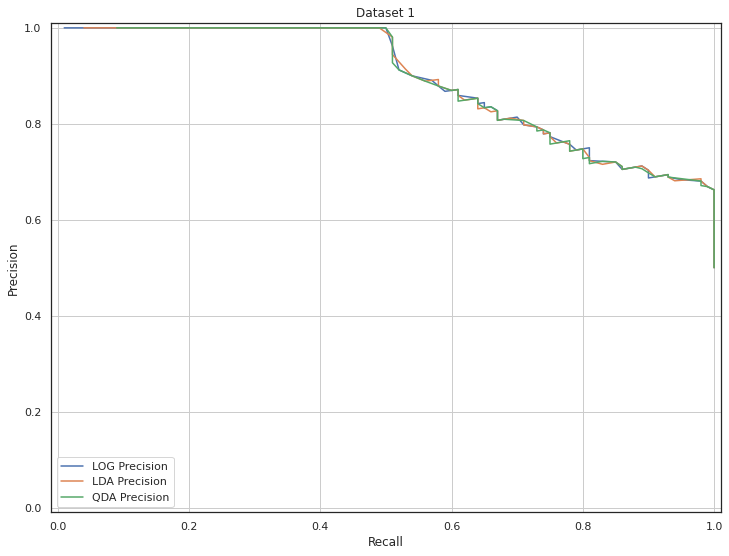 Dataset 1
1.0
0.8
0.6
0.4
0.2
0.0
Precision
LOG Precision
LDA Precision
QDA Precision
0.0 0.2 0.4 0.6 0.8 1.0
Recall